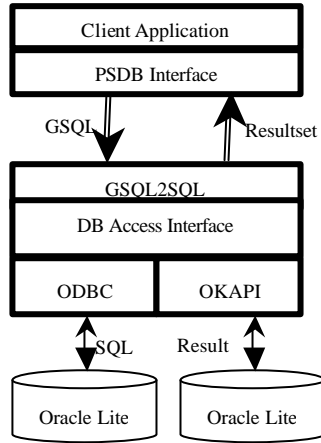 Client Application
PSDB Interface
GSQL
Resultset
GSQL2SQL
DB Access Interface
ODBC OKAPI
SQL Result
Oracle Lite Oracle Lite